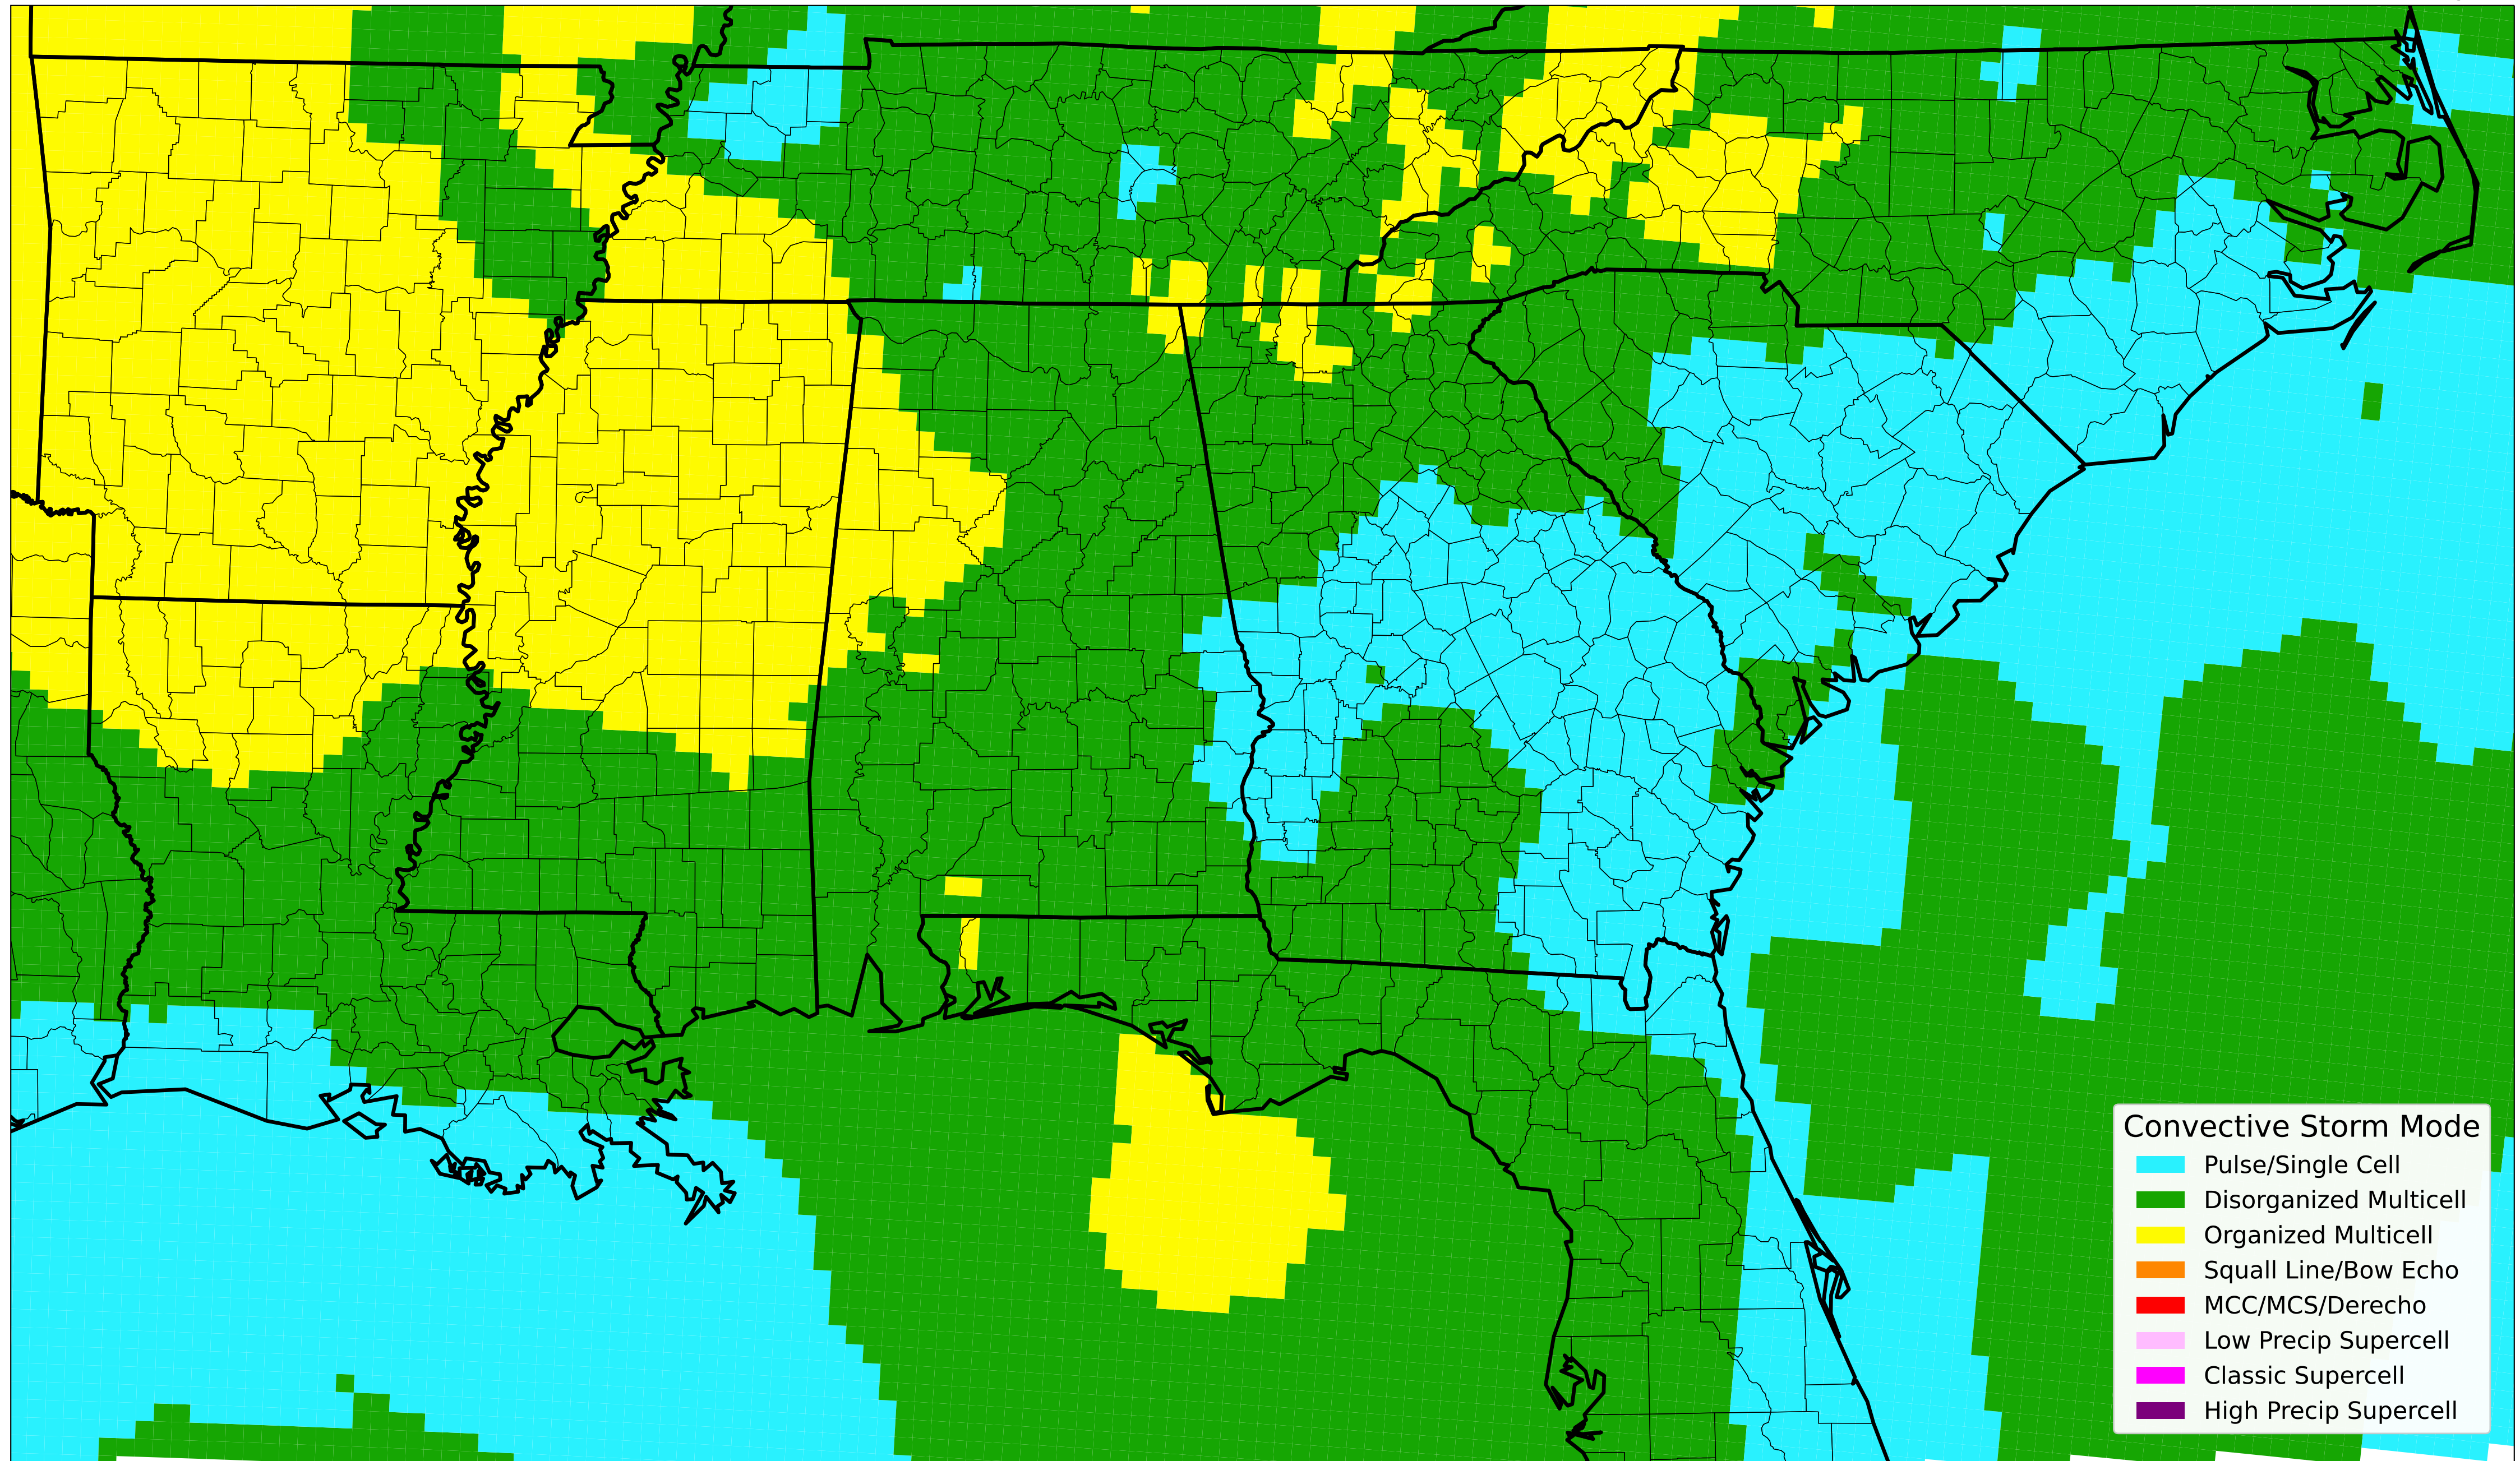 Convective Storm Mode
Pulse/Single Cell
Disorganized Multicell
Organized Multicell
Squall Line/Bow Echo
MCC/MCS/Derecho
Low Precip Supercell
Classic Supercell
High Precip Supercell